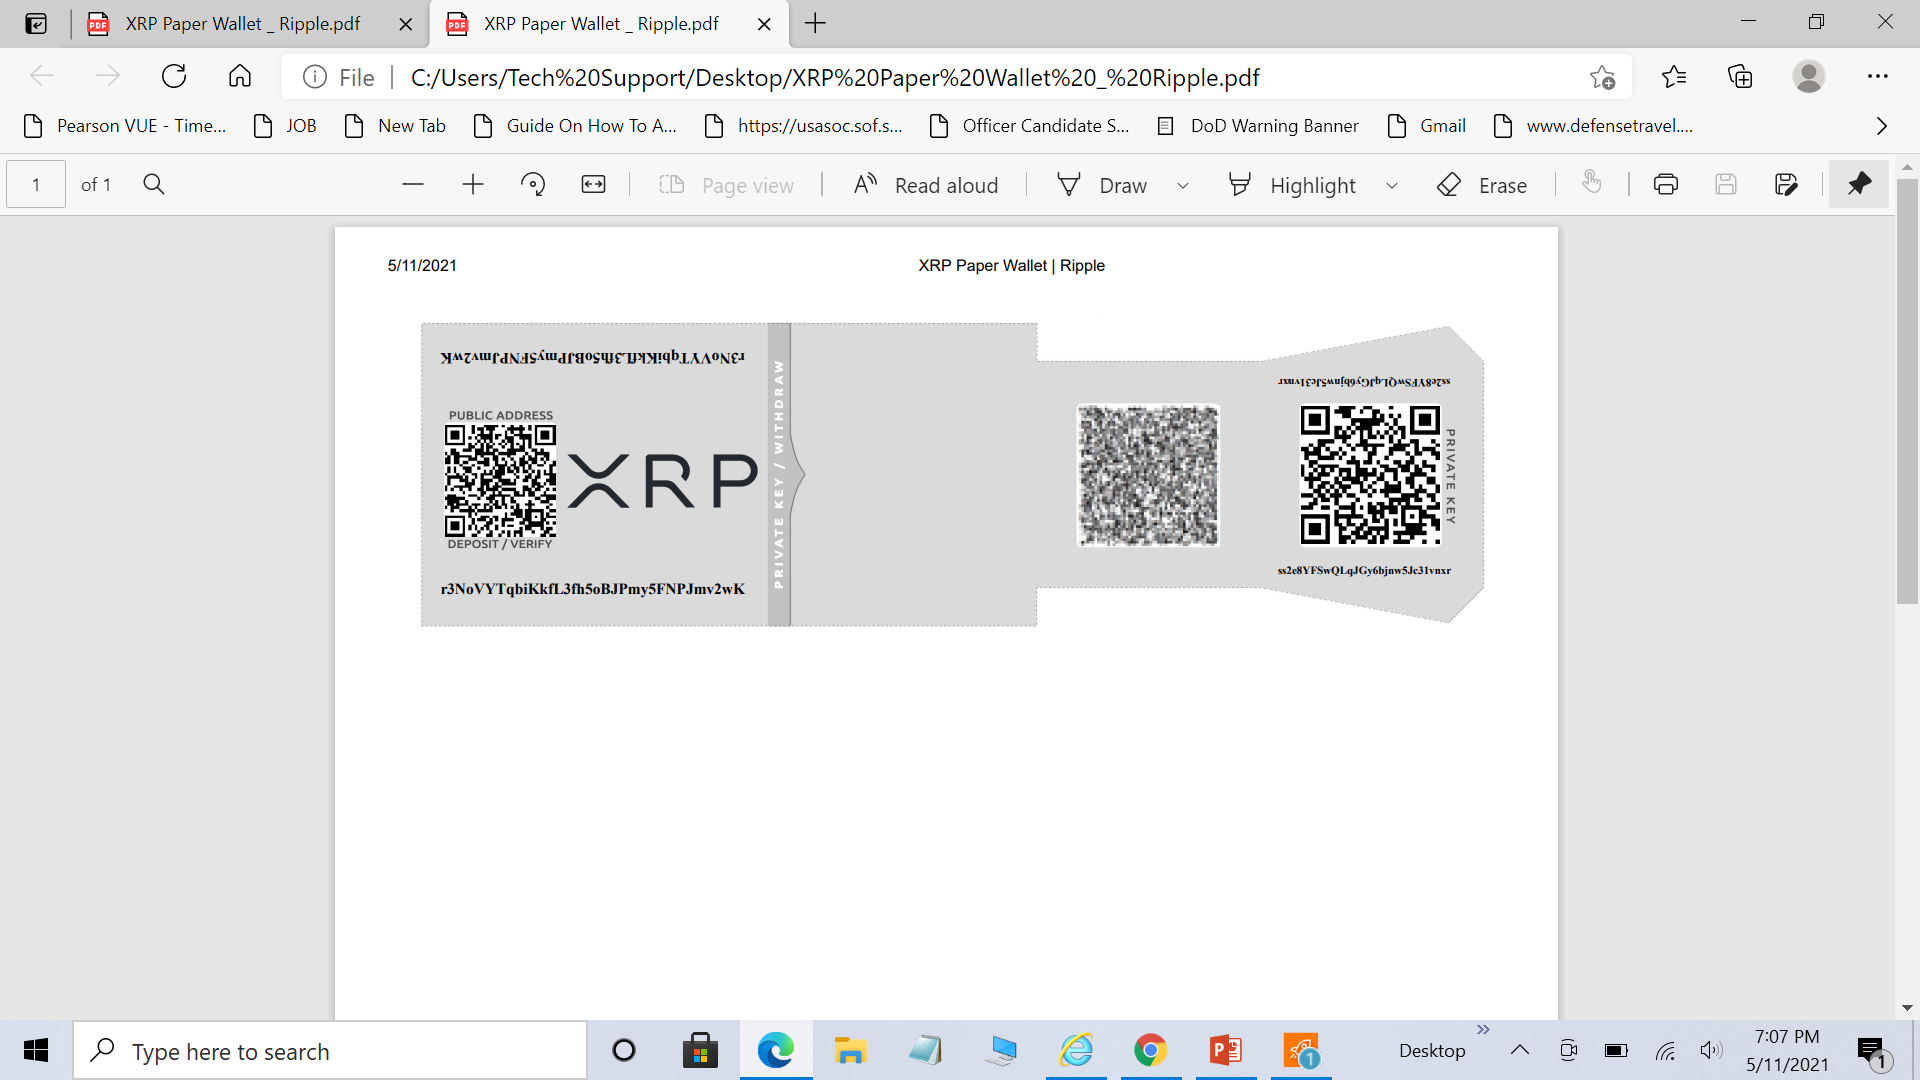 XRP Paper Wallet _ Ripple.pdf
XRP Paper Wallet _ Ripple.pdf
File
C:/Users/Tech%20Support/Desktop/XRP%20Paper%20Wallet%20_%20Ripple.pdf
Pearson VUE - Time... JOB New Tab Guide On How To A... https://usasoc.sof.s... Officer Candidate S... DoD Warning Banner Gmail www.defensetravel....
1 of 1 Page view Read aloud Draw Highlight Erase
5/11/2021 XRP Paper Wallet | Ripple
r3NoVYTqbiKkfL3fh5oBJPmy5FNPJmv2wK
PUBLIC ADDRESS
XRP
DEPOSIT / VERIFY
r3NoVYTqbiKkfL3fh5oBJPmy5FNPJmv2wK
PRIVATE KEY / WITHDRAW
ss2e8YFSwQLqJGy6bjnw5Jc31vnxr
PRIVATE KEY
ss2e8YFSwQLqJGy6bjnw5Jc31vnxr
Type here to search
1
Desktop
7:07 PM
5/11/2021
1